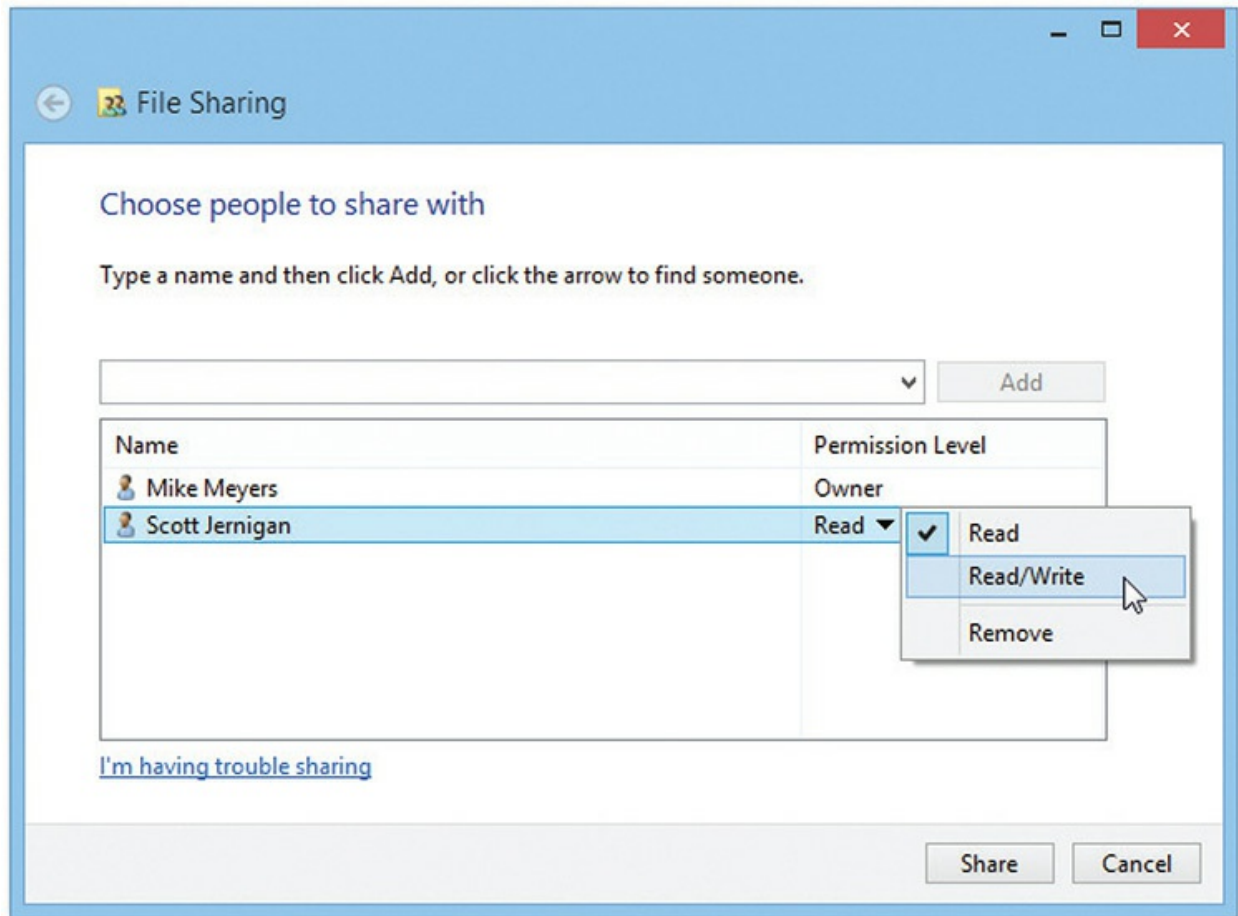 File Sharing
Choose people to share with
Type a name and then click Add, or click the arrow to find someone.
Add
Name Permission Level
Mike Meyers Owner
Scott Jernigan Read
Read
Read/Write
Remove
I'm having trouble sharing
Share Cancel